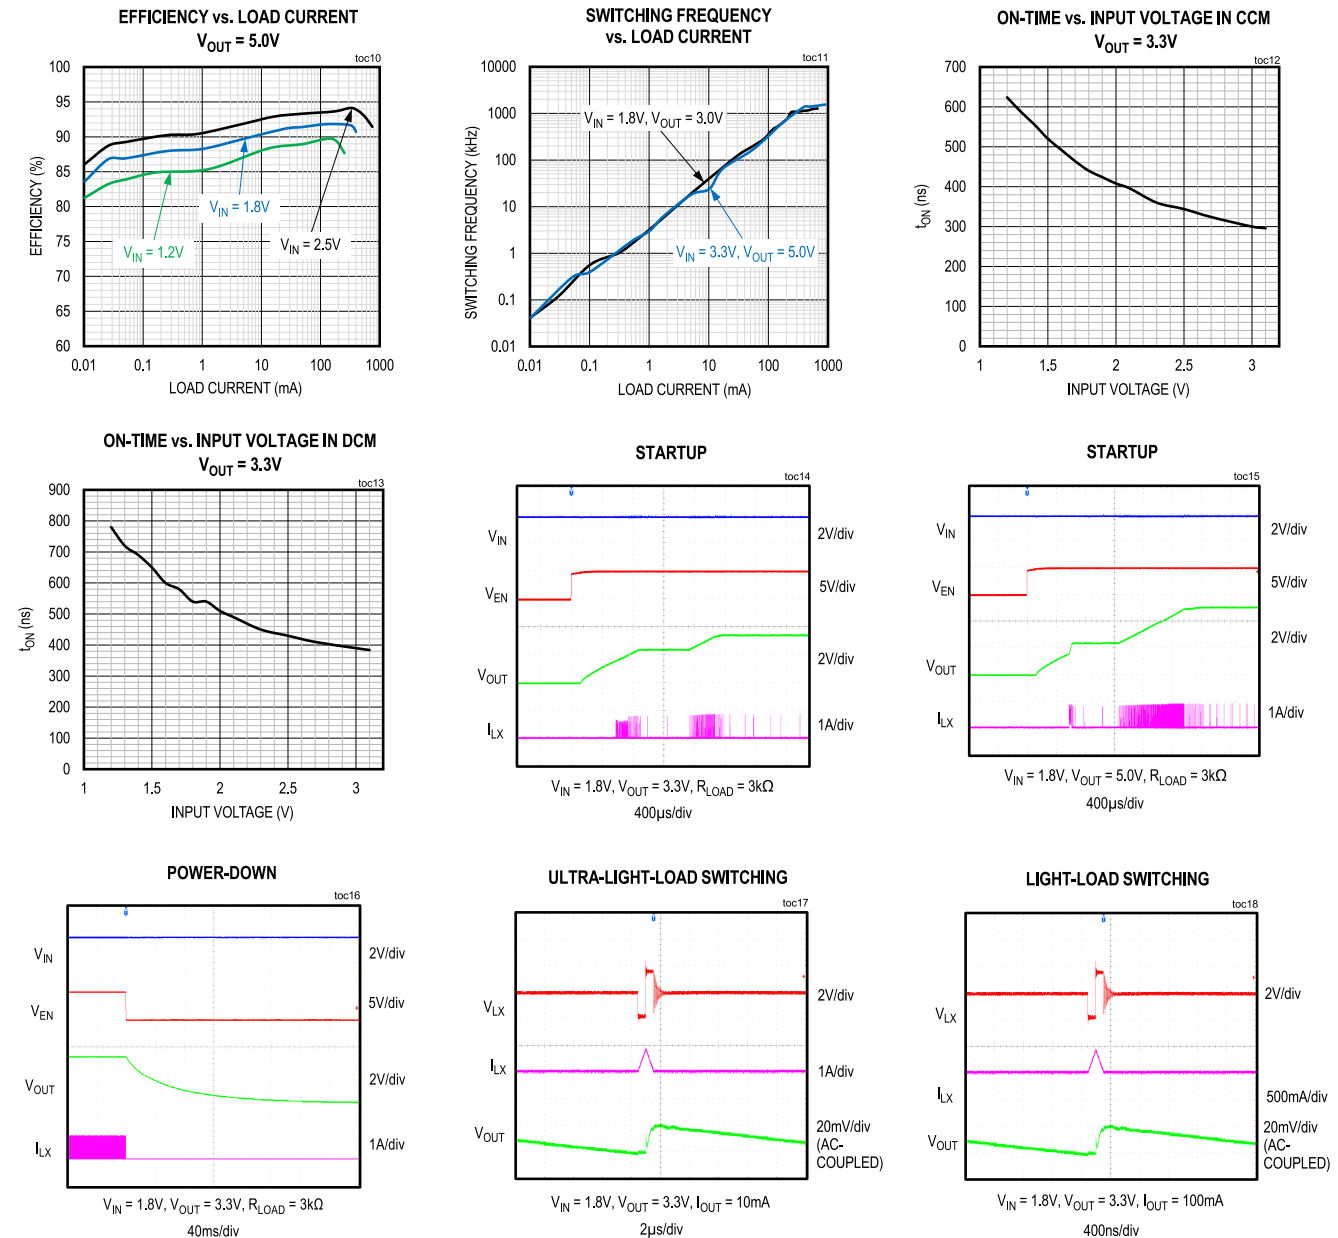 EFFICIENCY vs. LOAD CURRENT
VOUT = 5.0V
toc10
100
95
90
85
80
75
70
65
60
EFFICIENCY (%)
VIN = 1.8V
VIN = 2.5V
VIN = 1.2V
0.01 0.1 1 10 100 1000
LOAD CURRENT (mA)
SWITCHING FREQUENCY
vs. LOAD CURRENT
toc11
10000
1000
100
10
1
0.1
0.01
SWITCHING FREQUENCY (kHz)
VIN = 1.8V, VOUT = 3.0V
VIN = 3.3V, VOUT = 5.0V
0.01 0.1 1 10 100 1000
LOAD CURRENT (mA)
ON-TIME vs. INPUT VOLTAGE IN CCM
VOUT = 3.3V
toc12
700
600
500
400
300
200
100
0
tON (ns)
1 1.5 2 2.5 3
INPUT VOLTAGE (V)
ON-TIME vs. INPUT VOLTAGE IN DCM
VOUT = 3.3V
toc13
900
800
700
600
500
400
300
200
100
0
tON (ns)
1 1.5 2 2.5 3
INPUT VOLTAGE (V)
STARTUP
toc14
VIN 2V/div
VEN 5V/div
VOUT 2V/div
ILX 1A/div
VIN = 1.8V, VOUT = 3.3V, RLOAD = 3kΩ
400µs/div
STARTUP
toc15
VIN 2V/div
VEN 5V/div
VOUT 2V/div
ILX 1A/div
VIN = 1.8V, VOUT = 5.0V, RLOAD = 3kΩ
400µs/div
POWER-DOWN
toc16
VIN 2V/div
VEN 5V/div
VOUT 2V/div
ILX 1A/div
VIN = 1.8V, VOUT = 3.3V, RLOAD = 3kΩ
40ms/div
ULTRA-LIGHT-LOAD SWITCHING
toc17
VLX 2V/div
ILX 1A/div
VOUT 20mV/div
(AC-
COUPLED)
VIN = 1.8V, VOUT = 3.3V, IOUT = 10mA
2µs/div
LIGHT-LOAD SWITCHING
toc18
VLX 2V/div
ILX 500mA/div
VOUT 20mV/div
(AC-
COUPLED)
VIN = 1.8V, VOUT = 3.3V, IOUT = 100mA
400ns/div